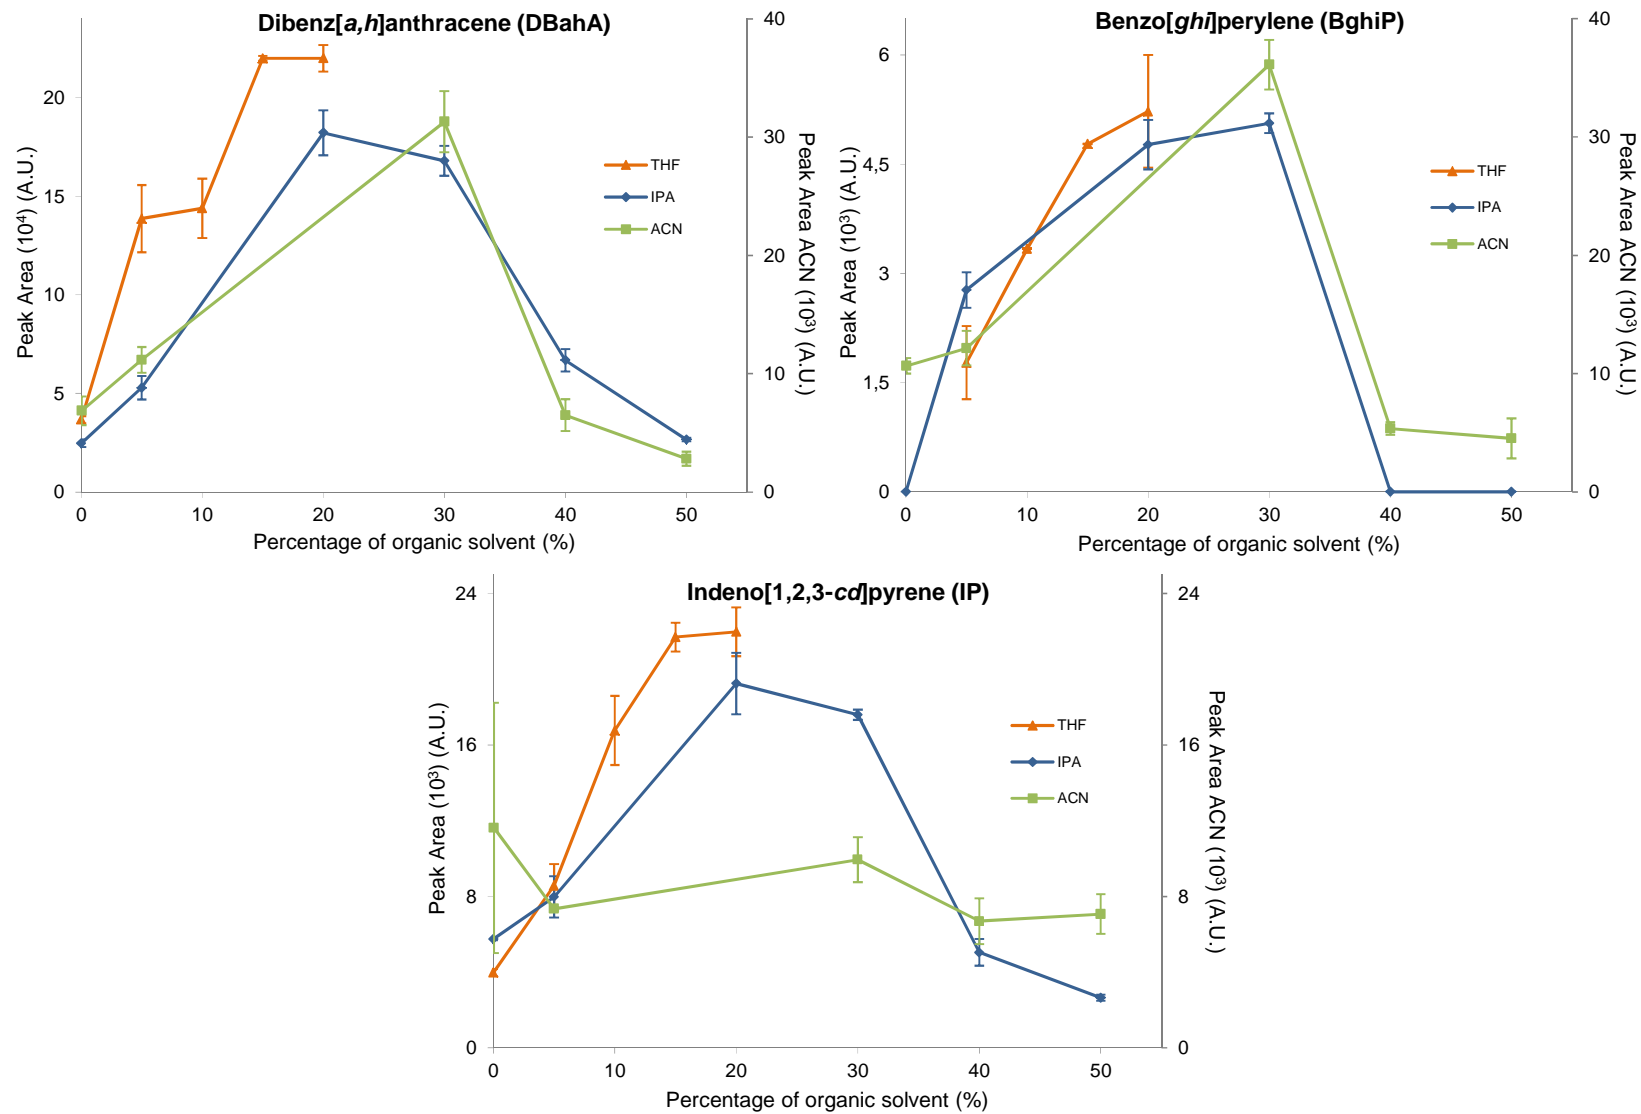 Dibenz[a,h]anthracene (DBahA)
Peak Area (10⁴) (A.U.)
20
15
10
5
0
40
30
20
10
0
Peak Area ACN (10³) (A.U.)
THF
IPA
ACN
0 10 20 30 40 50
Percentage of organic solvent (%)
Benzo[ghi]perylene (BghiP)
Peak Area (10³) (A.U.)
6
4,5
3
1,5
0
40
30
20
10
0
Peak Area ACN (10³) (A.U.)
THF
IPA
ACN
0 10 20 30 40 50
Percentage of organic solvent (%)
Indeno[1,2,3-cd]pyrene (IP)
Peak Area (10³) (A.U.)
24
16
8
0
24
16
8
0
Peak Area ACN (10³) (A.U.)
THF
IPA
ACN
0 10 20 30 40 50
Percentage of organic solvent (%)